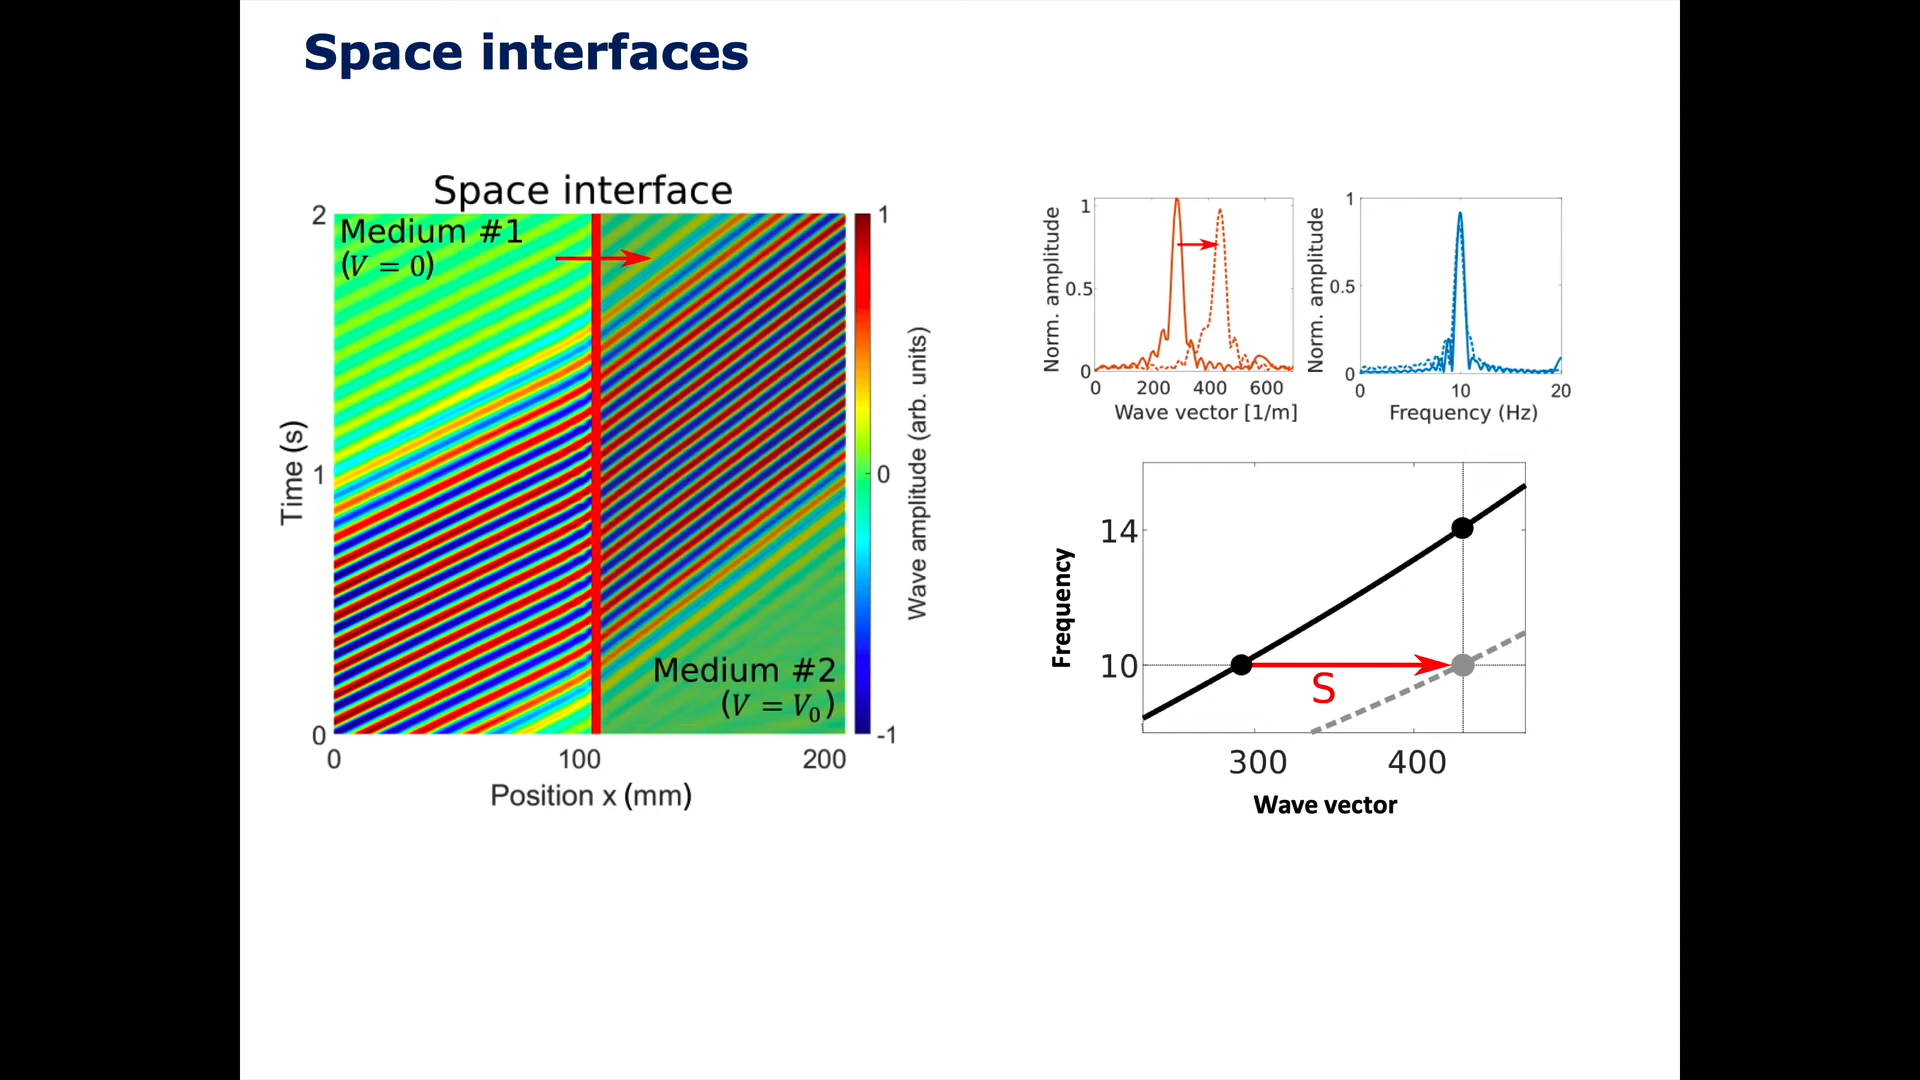 Space interfaces
Space interface
Medium #1
(V = 0)
Medium #2
(V = V₀)
2
1
0
Time (s)
0
100
200
Position x (mm)
1
0
-1
Wave amplitude (arb. units)
1
0.5
0
Norm. amplitude
0
200
400
600
Wave vector [1/m]
1
0.5
0
Norm. amplitude
0
10
20
Frequency (Hz)
14
10
Frequency
S
300
400
Wave vector